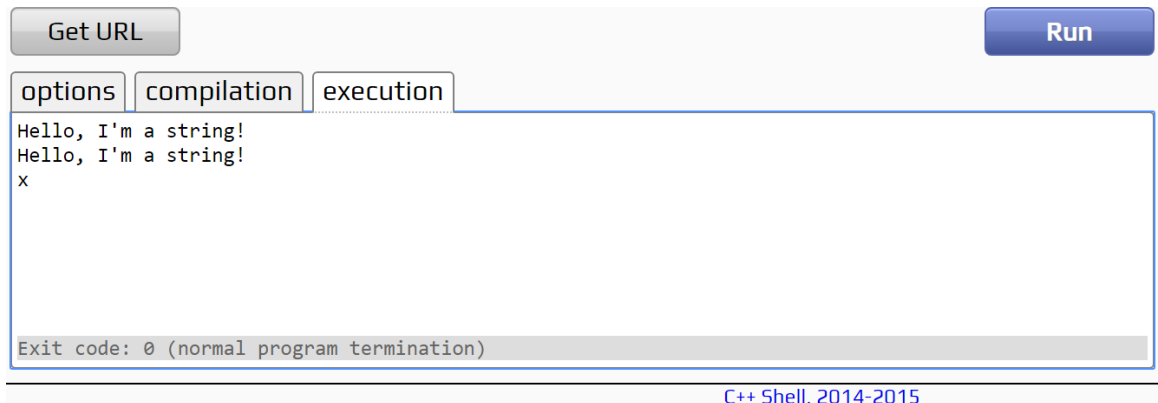 Get URL
Run
options
compilation
execution
Hello, I'm a string!
Hello, I'm a string!
x
Exit code: 0 (normal program termination)
C++ Shell, 2014-2015